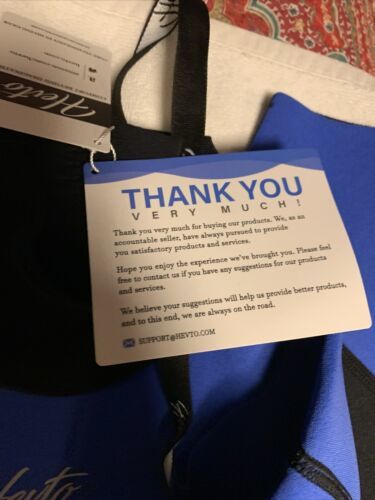 Hevto
THANK YOU
VERY MUCH!
Thank you very much for buying our products. We, as an
accountable seller, have always pursued to provide
you satisfactory products and services.
Hope you enjoy the experience we've brought you. Please feel
free to contact us if you have any suggestions for our products
and services.
We believe your suggestions will help us provide better products,
and to this end, we are always on the road.
SUPPORT@HEVTO.COM
Hevto